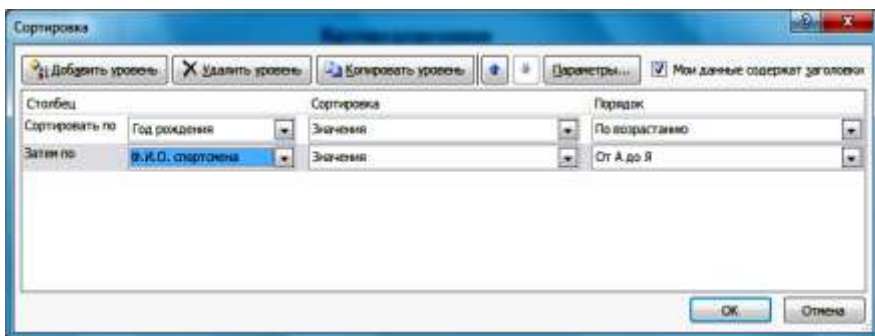 Сортировка
Добавить уровень Удалить уровень Копировать уровень Параметры... Мои данные содержат заголовки
Столбец Сортировка Порядок
Сортировать по Год рождения Значения По возрастанию
Затем по Ф.И.О. спортсмена Значения От А до Я
ОК Отмена